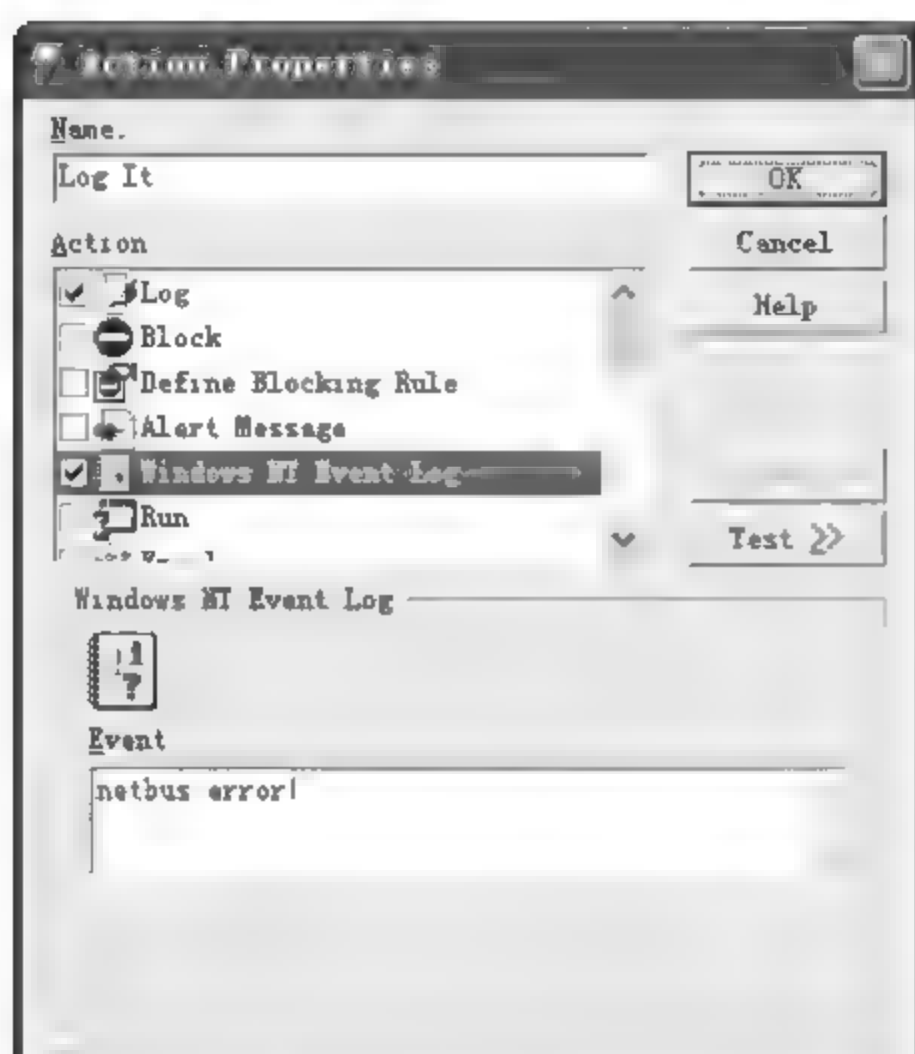 Action Properties
Name.
Log It
OK
Action
Cancel
Log
Help
Block
Define Blocking Rule
Alert Message
Windows NT Event Log
Run
Test >>
Windows NT Event Log
Event
netbus error!